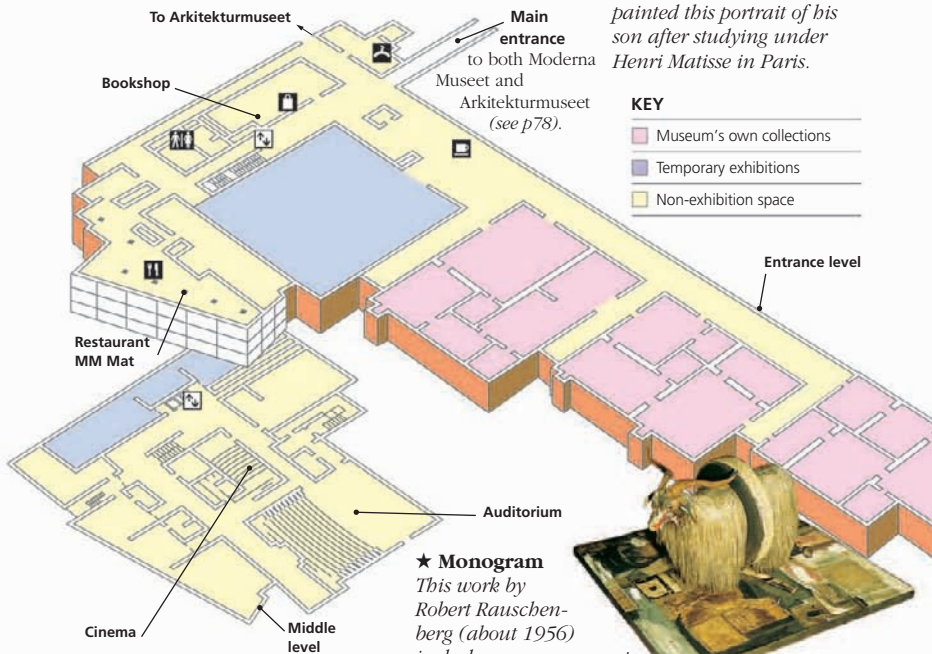 To Arkitekturmuseet
Main
entrance
to both Moderna
Museet and
Arkitekturmuseet
(see p78).
painted this portrait of his
son after studying under
Henri Matisse in Paris.
Bookshop
KEY
Museum's own collections
Temporary exhibitions
Non-exhibition space
Entrance level
Restaurant
MM Mat
Auditorium
★ Monogram
This work by
Robert Rauschen-
berg (about 1956)
Cinema
Middle
level